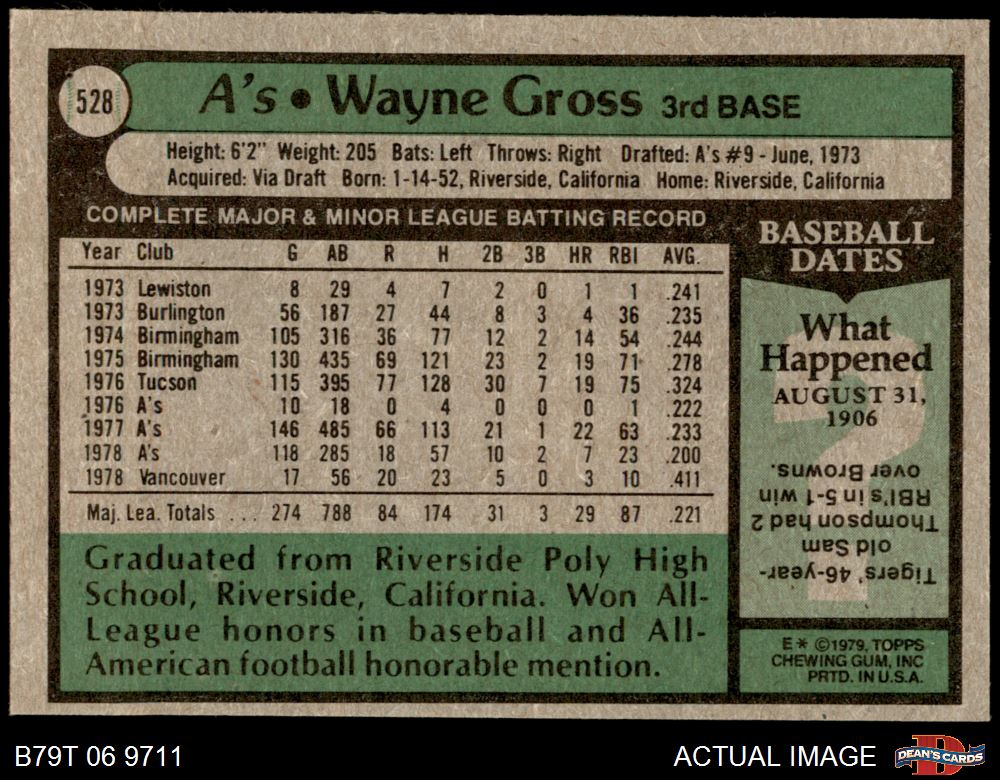 528
A's • Wayne Gross 3rd BASE
Height: 6'2" Weight: 205 Bats: Left Throws: Right Drafted: A's #9 - June, 1973
Acquired: Via Draft Born: 1-14-52, Riverside, California Home: Riverside, California
COMPLETE MAJOR & MINOR LEAGUE BATTING RECORD
Year Club G AB R H 2B 3B HR RBI AVG.
1973 Lewiston 8 29 4 7 2 0 1 1 .241
1973 Burlington 56 187 27 44 8 3 4 36 .235
1974 Birmingham 105 316 36 77 12 2 14 54 .244
1975 Birmingham 130 435 69 121 23 2 19 71 .278
1976 Tucson 115 395 77 128 30 7 19 75 .324
1976 A's 10 18 0 4 0 0 0 1 .222
1977 A's 146 485 66 113 21 1 22 63 .233
1978 A's 118 285 18 57 10 2 7 23 .200
1978 Vancouver 17 56 20 23 5 0 3 10 .411
Maj. Lea. Totals ... 274 788 84 174 31 3 29 87 .221
Graduated from Riverside Poly High
School, Riverside, California. Won All-
League honors in baseball and All-
American football honorable mention.
BASEBALL
DATES
What
Happened
AUGUST 31,
1906
Tigers' 46-year-
old Sam
Thompson had 2
RBI's in 5-1 win
over Browns.
E * ©1979, TOPPS
CHEWING GUM, INC
PRTD. IN U.S.A.
B79T 06 9711
ACTUAL IMAGE
DEAN'S CARDS